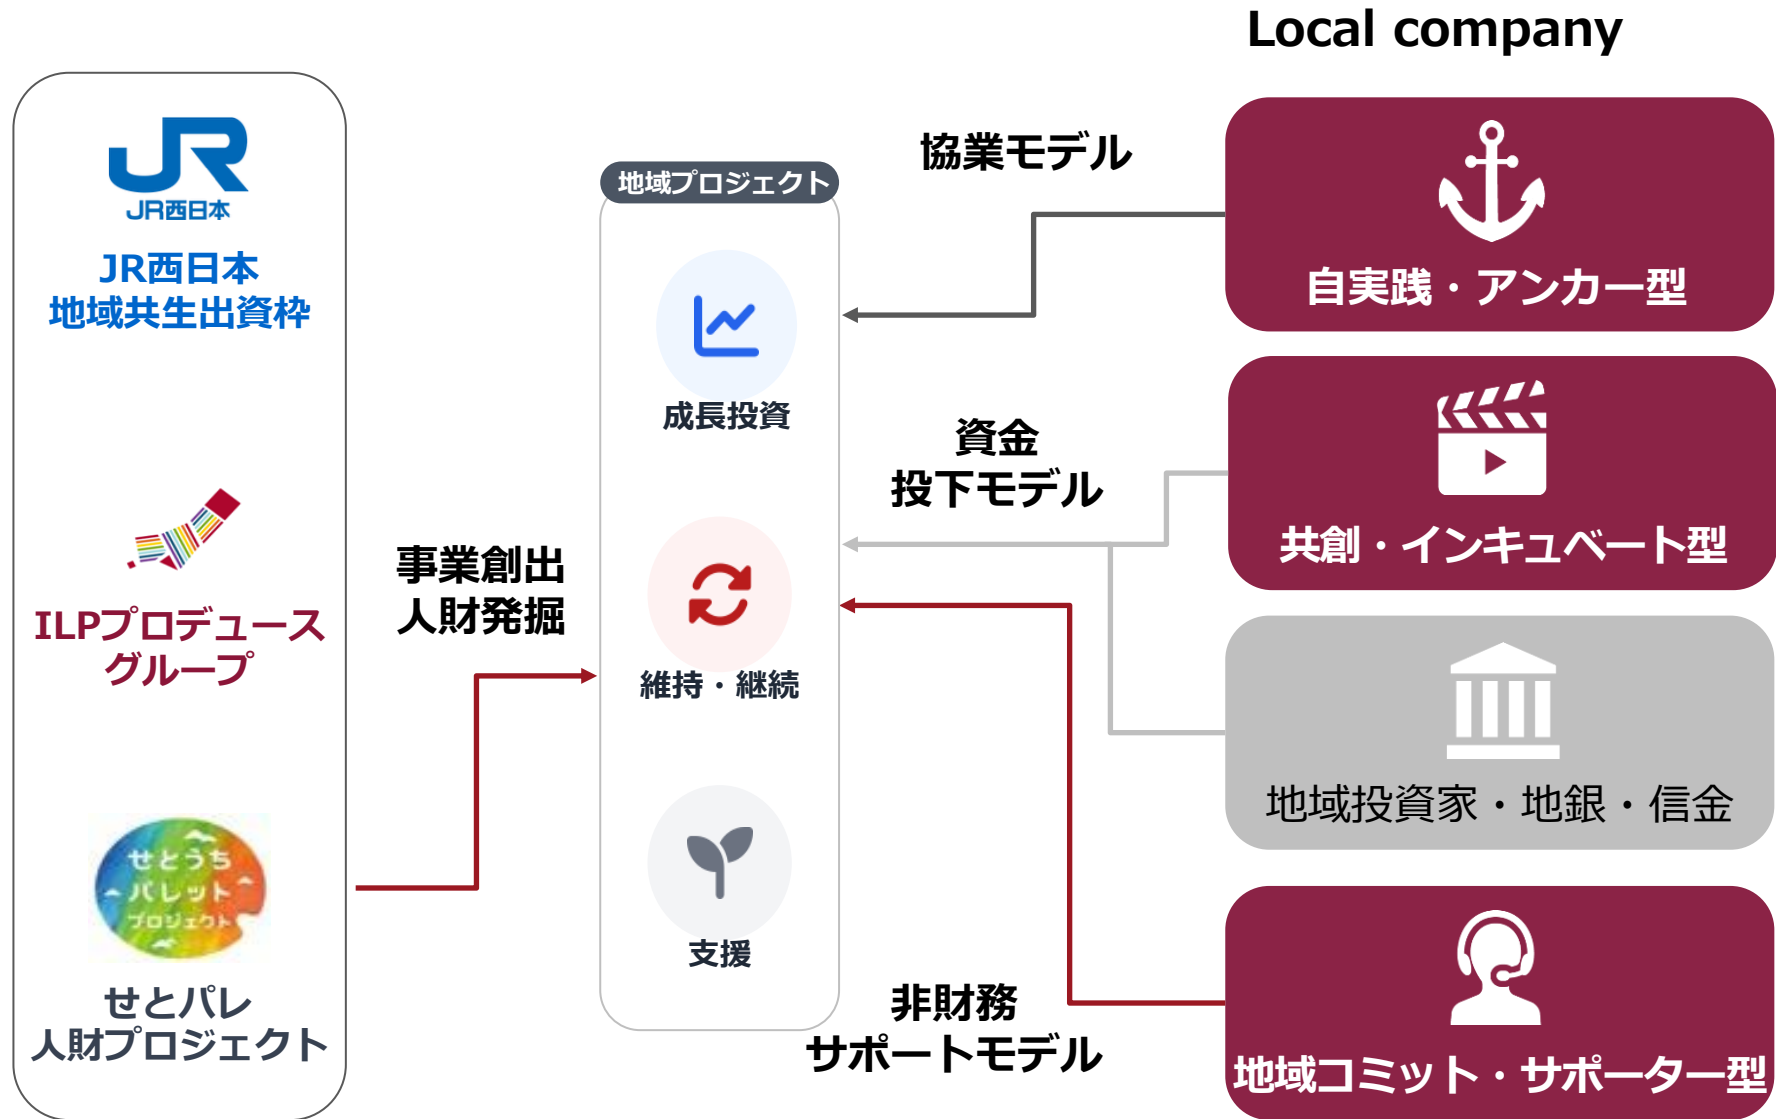 Local company
JR
JR西日本
JR西日本
地域共生出資枠
ILPプロデュース
グループ
せとうち
パレット
プロジェクト
せとパレ
人財プロジェクト
事業創出
人財発掘
地域プロジェクト
成長投資
維持・継続
支援
協業モデル
資金
投下モデル
非財務
サポートモデル
自実践・アンカー型
共創・インキュベート型
地域投資家・地銀・信金
地域コミット・サポーター型